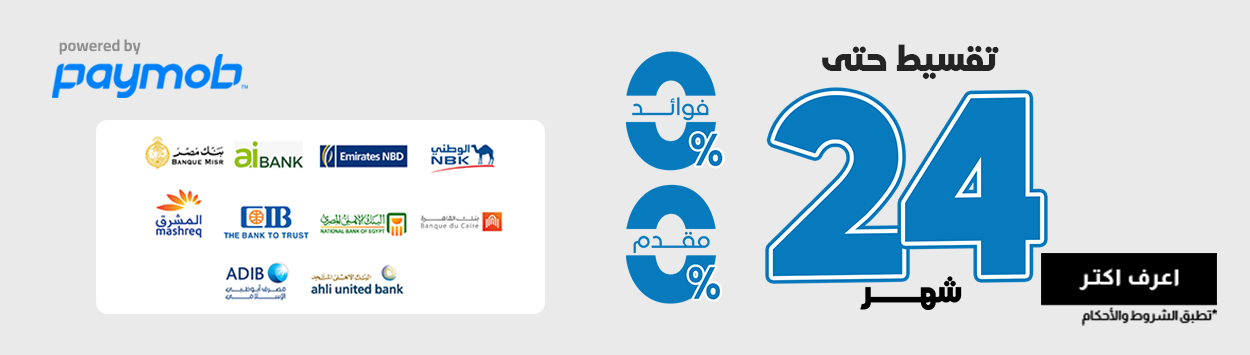 powered by
paymob™
بنك مصر
BANQUE MISR
ai BANK
Emirates NBD
الوطني
NBK
المشرق
mashreq
CIB
THE BANK TO TRUST
البنك الأهلي المصري
NATIONAL BANK OF EGYPT
بنك القاهرة
Banque du Caire
ADIB
مصرف أبوظبي
الإسلامي
البنك الأهلي المتحد
ahli united bank
0%
فوائد
0%
مقدم
تقسيط حتى
24
شهر
اعرف اكتر
*تطبق الشروط والأحكام